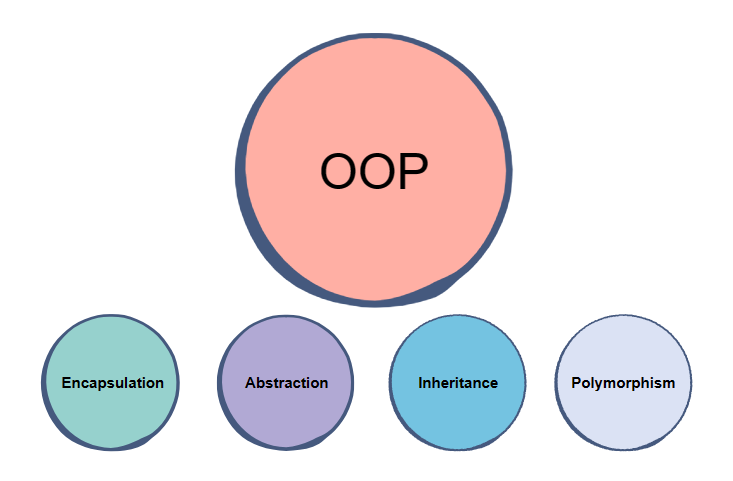 OOP
Encapsulation
Abstraction
Inheritance
Polymorphism